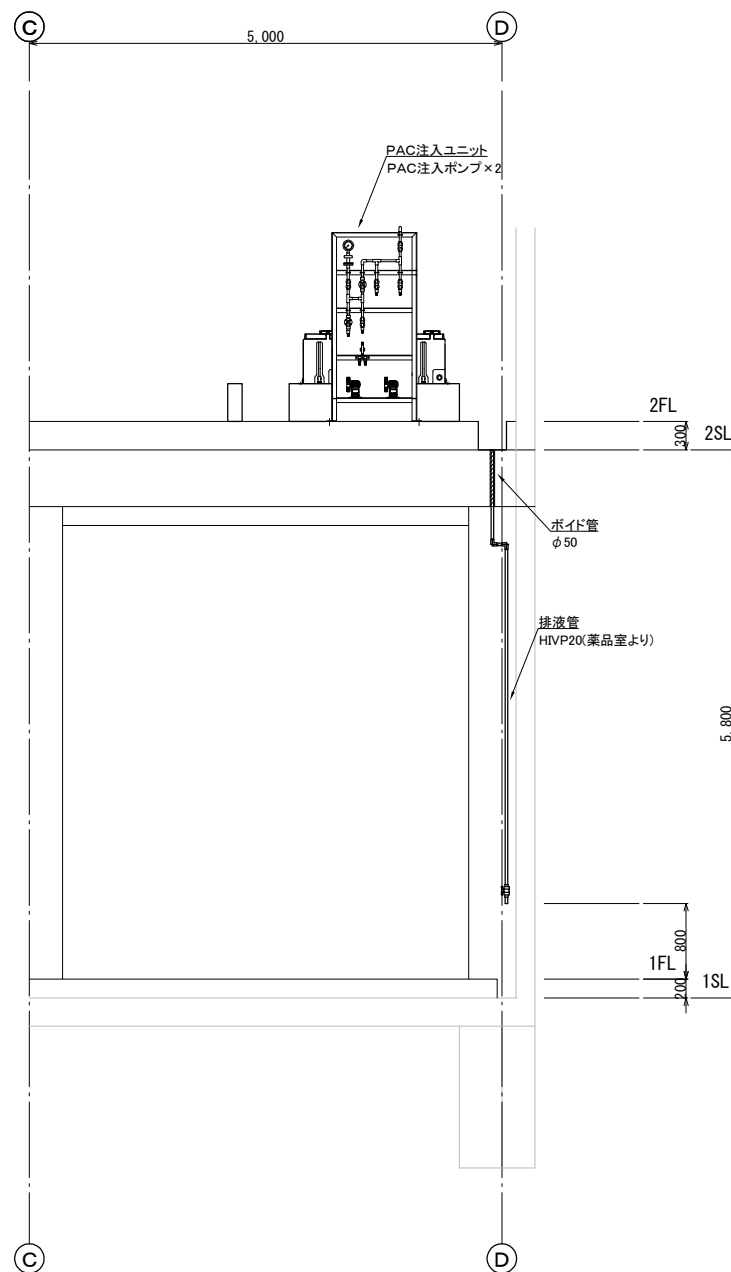 C
D
5,000
PAC注入ユニット
PAC注入ポンプ×2
2FL
300
2SL
ボイド管
φ50
排液管
HIVP20(薬品室より)
5,800
800
1FL
200
1SL
C
D